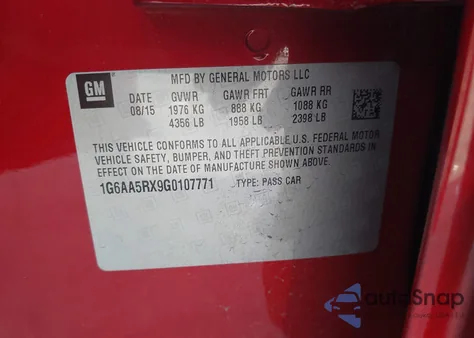 GM
MFD BY GENERAL MOTORS LLC
DATE GVWR GAWR FRT GAWR RR
08/15 1976 KG 888 KG 1088 KG
4356 LB 1958 LB 2398 LB
THIS VEHICLE CONFORMS TO ALL APPLICABLE U.S. FEDERAL MOTOR
VEHICLE SAFETY, BUMPER, AND THEFT PREVENTION STANDARDS IN
EFFECT ON THE DATE OF MANUFACTURE SHOWN ABOVE.
1G6AA5RX9G0107771 TYPE: PASS CAR
autoSnap